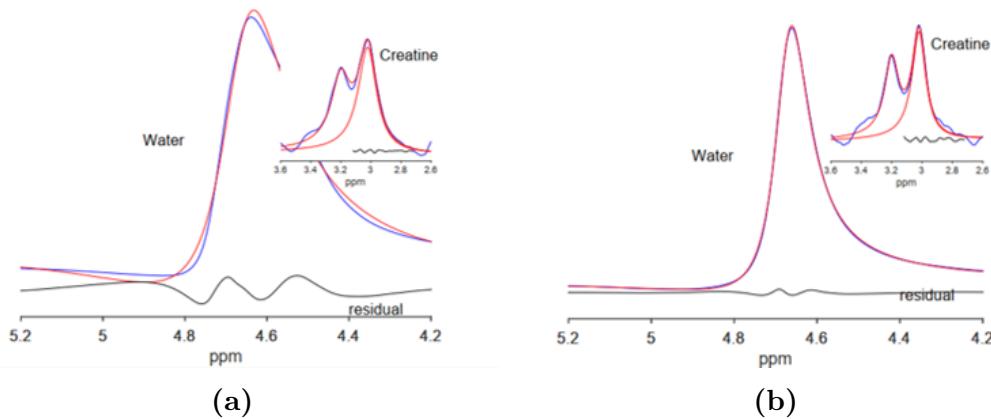 Creatine
Water
3.6 3.4 3.2 3 2.8 2.6
ppm
residual
5.2 5 4.8 4.6 4.4 4.2
ppm
(a)
Creatine
Water
3.6 3.4 3.2 3 2.8 2.6
ppm
residual
5.2 5 4.8 4.6 4.4 4.2
ppm
(b)